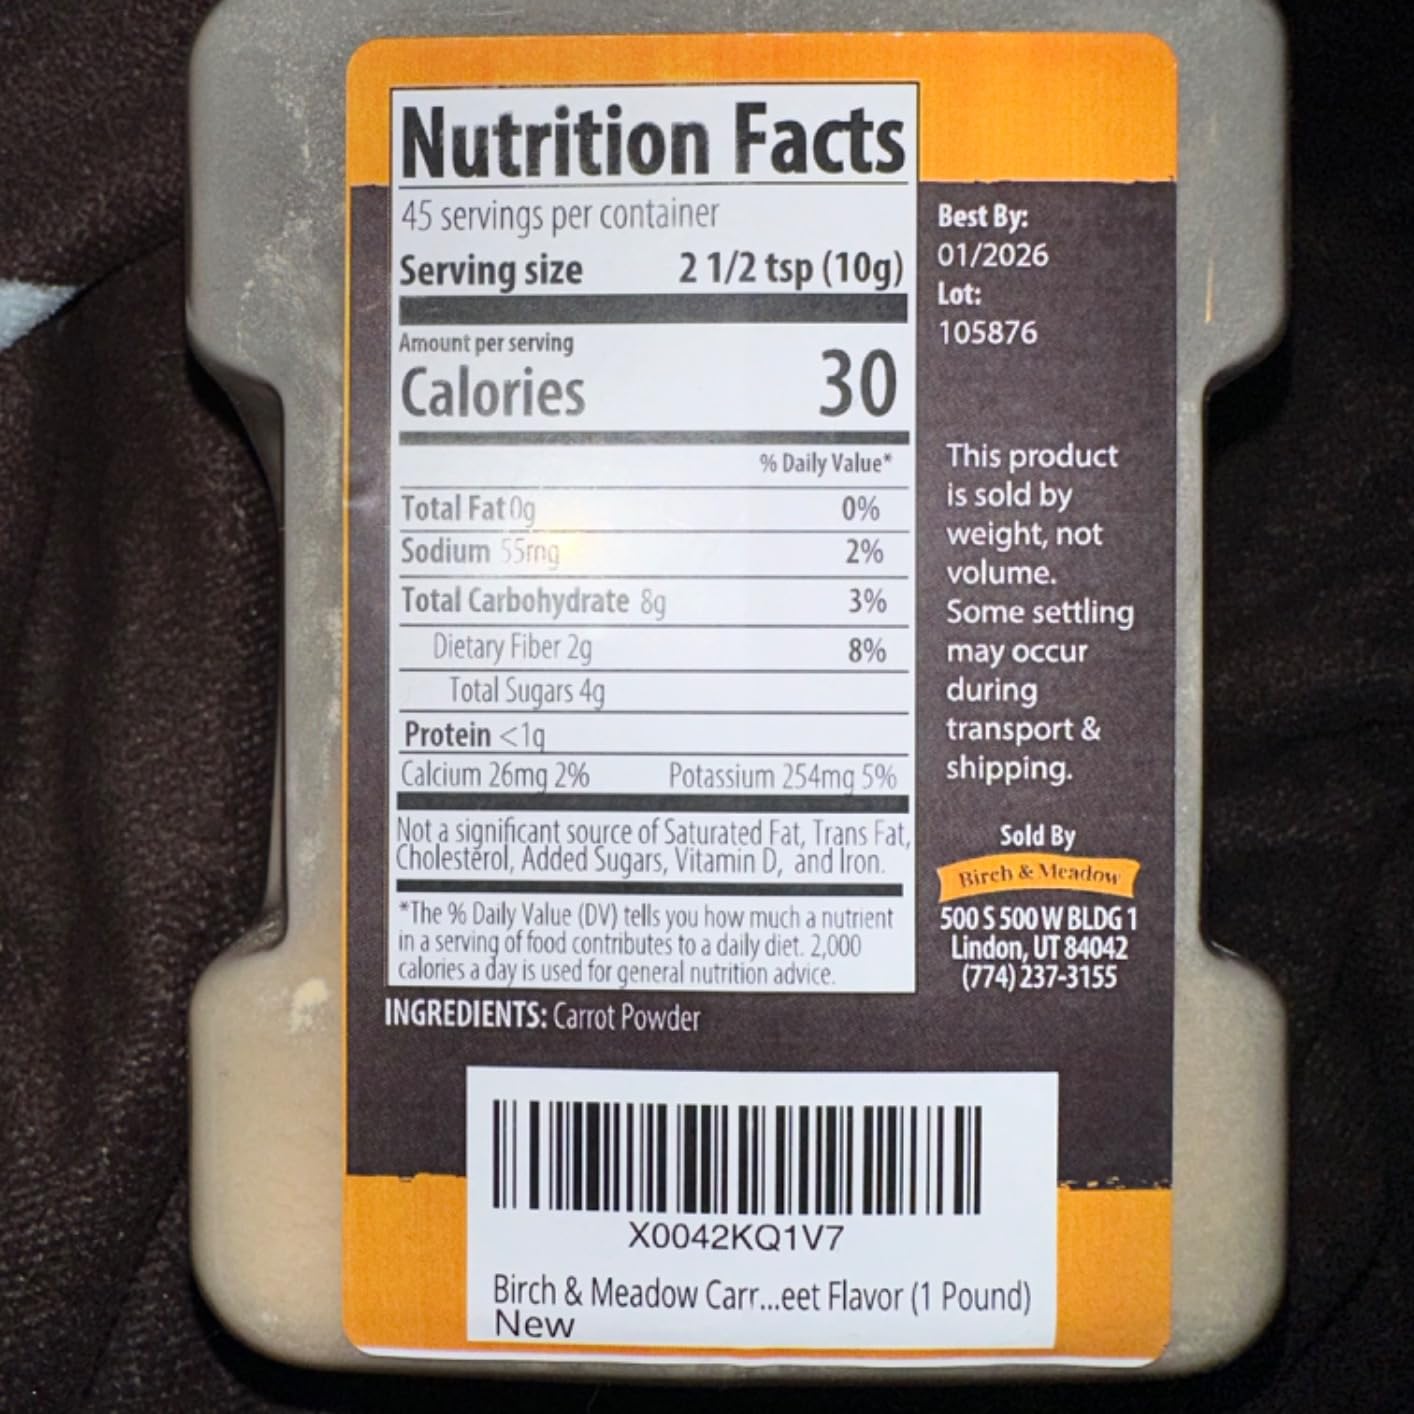 Nutrition Facts
45 servings per container
Serving size 2 1/2 tsp (10g)
Amount per serving
Calories 30
% Daily Value*
Total Fat 0g 0%
Sodium 55mg 2%
Total Carbohydrate 8g 3%
Dietary Fiber 2g 8%
Total Sugars 4g
Protein <1g
Calcium 26mg 2% Potassium 254mg 5%
Not a significant source of Saturated Fat, Trans Fat,
Cholesterol, Added Sugars, Vitamin D, and Iron.
*The % Daily Value (DV) tells you how much a nutrient
in a serving of food contributes to a daily diet. 2,000
calories a day is used for general nutrition advice.
INGREDIENTS: Carrot Powder
Best By:
01/2026
Lot:
105876
This product
is sold by
weight, not
volume.
Some settling
may occur
during
transport &
shipping.
Sold By
Birch & Meadow
500 S 500 W BLDG 1
Lindon, UT 84042
(774) 237-3155
X0042KQ1V7
Birch & Meadow Carr...eet Flavor (1 Pound)
New